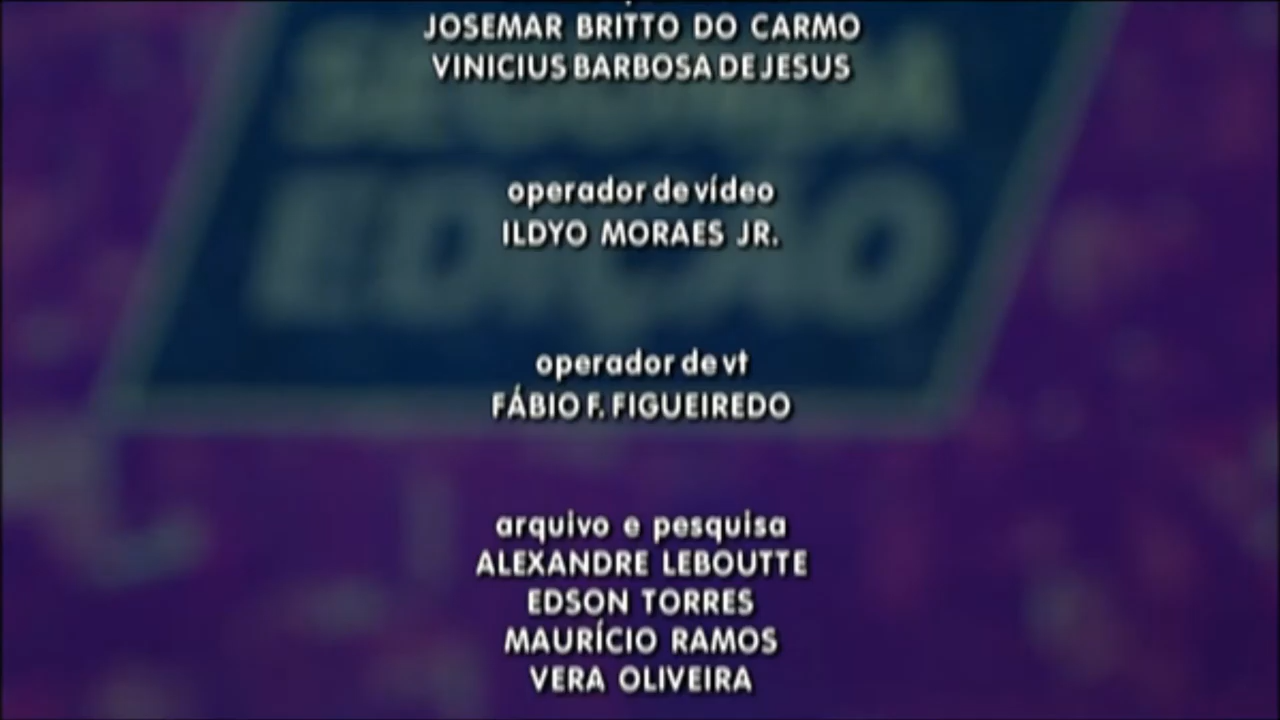 JOSEMAR BRITTO DO CARMO
VINICIUS BARBOSA DE JESUS
operador de vídeo
ILDYO MORAES JR.
operador de vt
FÁBIO F. FIGUEIREDO
arquivo e pesquisa
ALEXANDRE LEBOUTTE
EDSON TORRES
MAURÍCIO RAMOS
VERA OLIVEIRA
EDIÇÃO